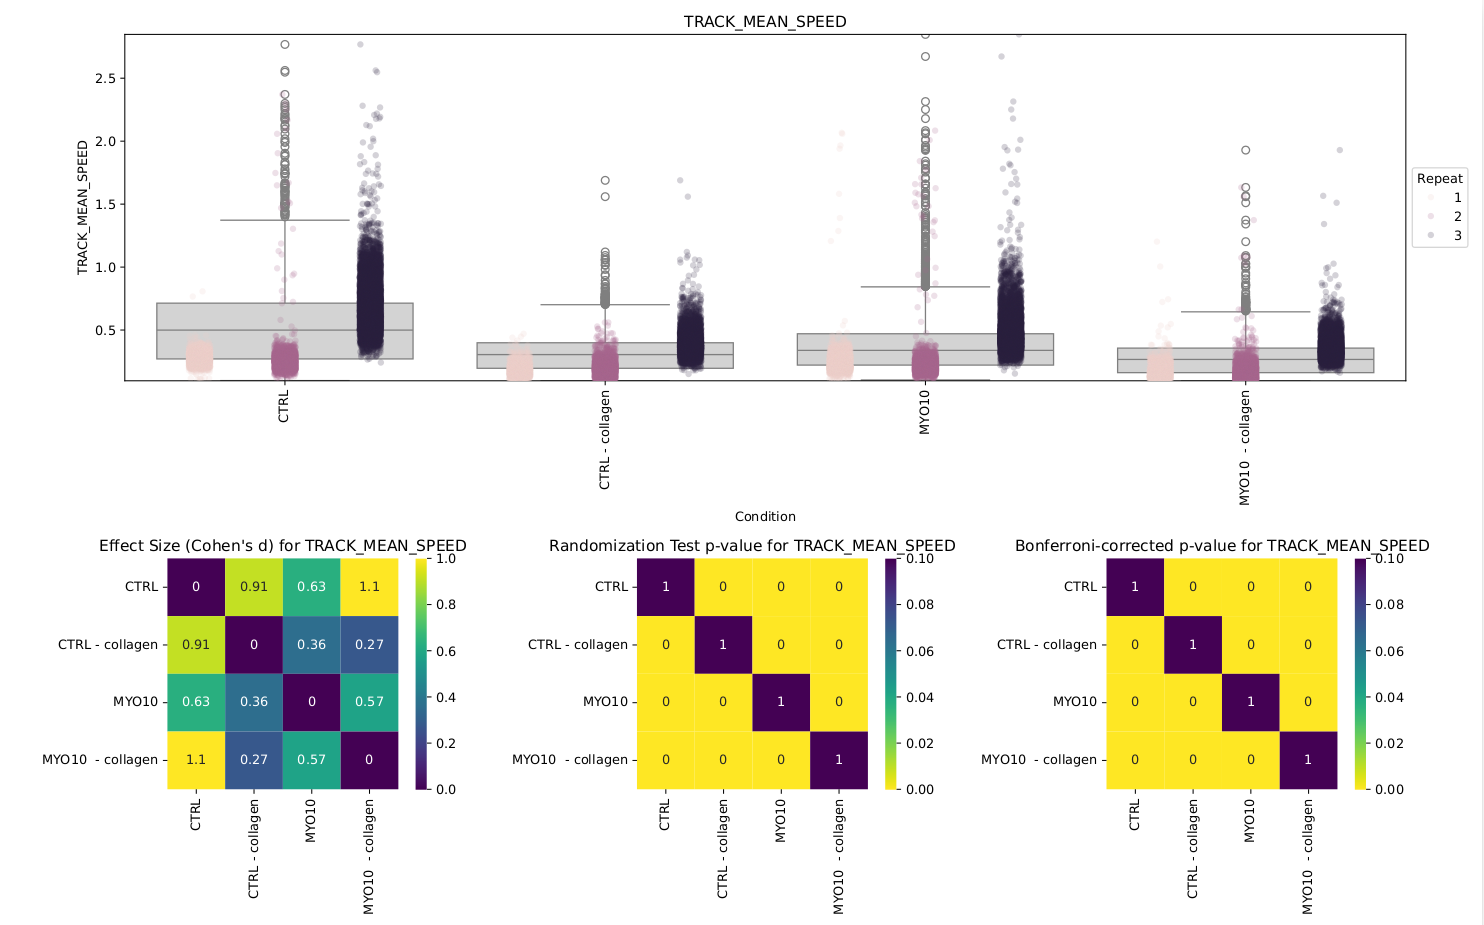 TRACK_MEAN_SPEED
TRACK_MEAN_SPEED
2.5
2.0
1.5
1.0
0.5
CTRL
CTRL - collagen
MYO10
MYO10  - collagen
Condition
Repeat
1
2
3
Effect Size (Cohen's d) for TRACK_MEAN_SPEED
CTRL 0 0.91 0.63 1.1
CTRL - collagen 0.91 0 0.36 0.27
MYO10 0.63 0.36 0 0.57
MYO10  - collagen 1.1 0.27 0.57 0
CTRL
CTRL - collagen
MYO10
MYO10  - collagen
1.0
0.8
0.6
0.4
0.2
0.0
Randomization Test p-value for TRACK_MEAN_SPEED
CTRL 1 0 0 0
CTRL - collagen 0 1 0 0
MYO10 0 0 1 0
MYO10  - collagen 0 0 0 1
CTRL
CTRL - collagen
MYO10
MYO10  - collagen
0.10
0.08
0.06
0.04
0.02
0.00
Bonferroni-corrected p-value for TRACK_MEAN_SPEED
CTRL 1 0 0 0
CTRL - collagen 0 1 0 0
MYO10 0 0 1 0
MYO10  - collagen 0 0 0 1
CTRL
CTRL - collagen
MYO10
MYO10  - collagen
0.10
0.08
0.06
0.04
0.02
0.00